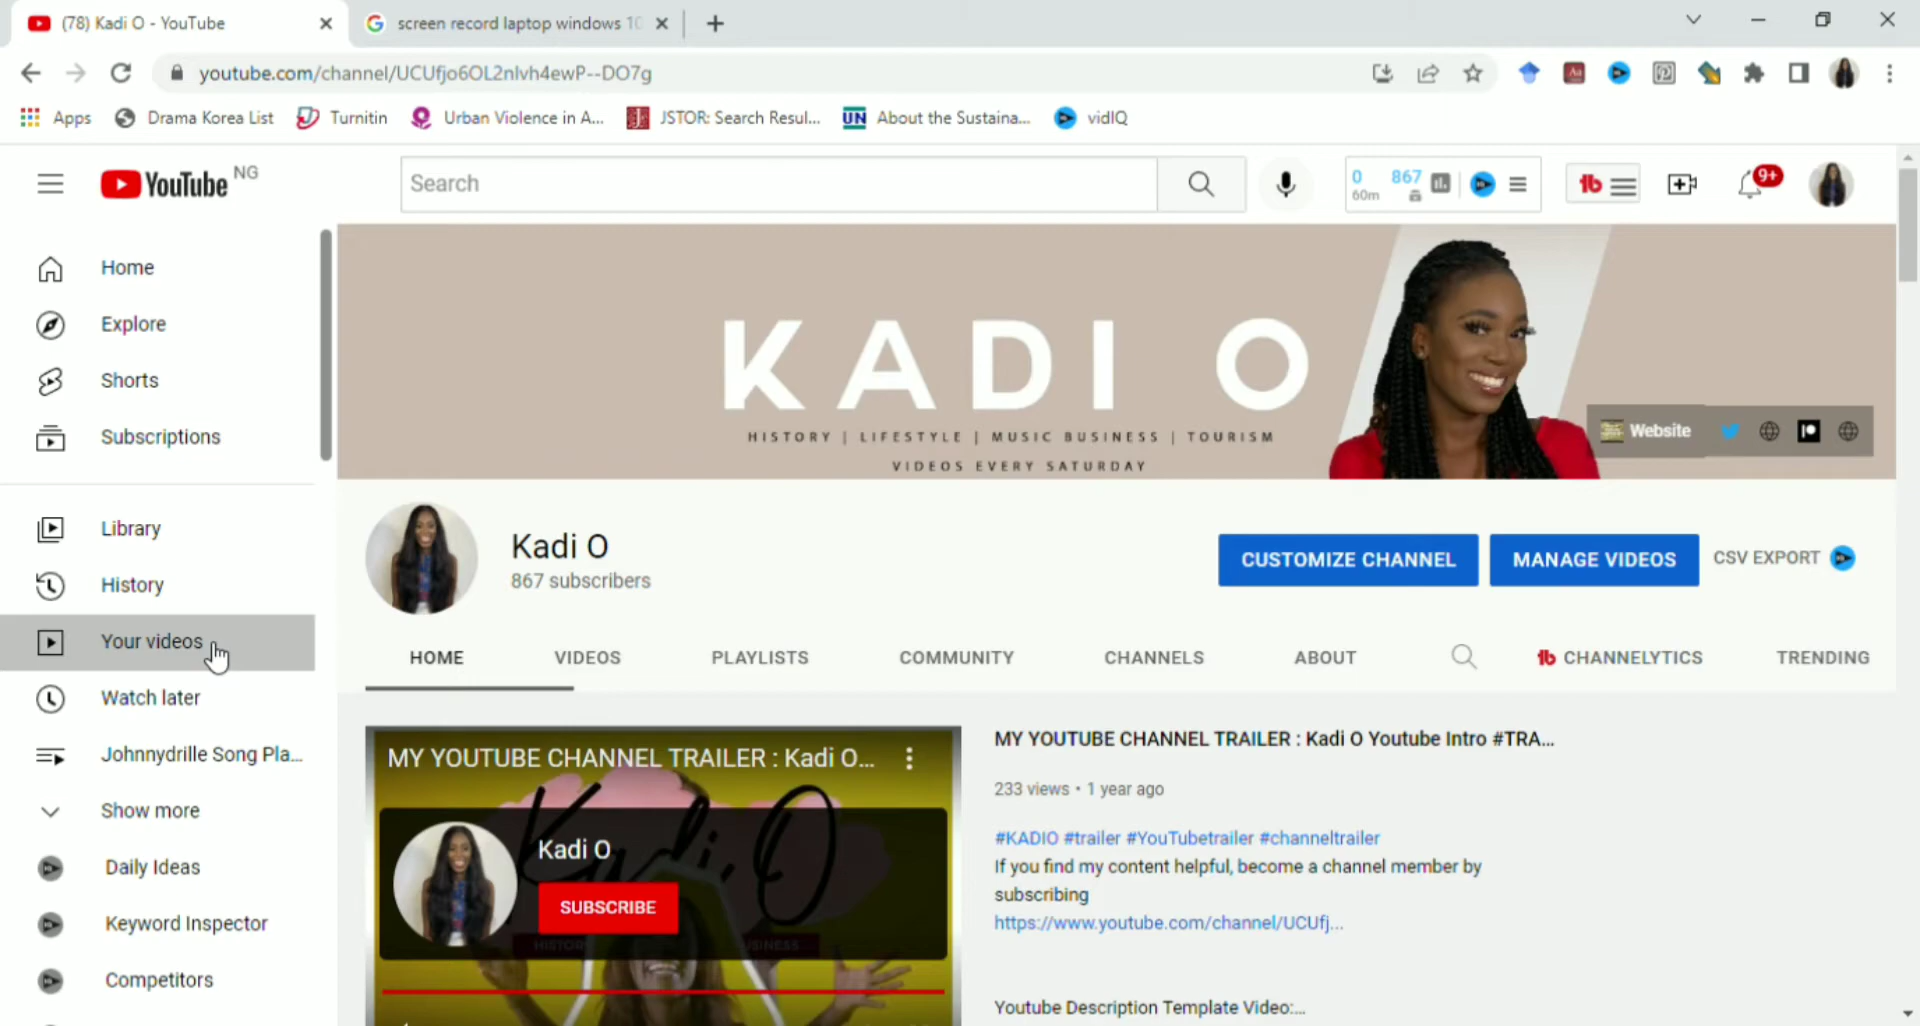 (78) Kadi O - YouTube
screen record laptop windows 10
youtube.com/channel/UCUfjo6OL2nlvh4ewP--DO7g
Apps
Drama Korea List
Turnitin
Urban Violence in A...
JSTOR: Search Resul...
UN About the Sustaina...
vidIQ
YouTube NG
Search
0
60m
867
9+
Home
Explore
Shorts
Subscriptions
Library
History
Your videos
Watch later
Johnnydrille Song Pla...
Show more
Daily Ideas
Keyword Inspector
Competitors
KADI O
HISTORY | LIFESTYLE | MUSIC BUSINESS | TOURISM
VIDEOS EVERY SATURDAY
Website
Kadi O
867 subscribers
CUSTOMIZE CHANNEL
MANAGE VIDEOS
CSV EXPORT
HOME
VIDEOS
PLAYLISTS
COMMUNITY
CHANNELS
ABOUT
CHANNELYTICS
TRENDING
MY YOUTUBE CHANNEL TRAILER : Kadi O...
Kadi O
SUBSCRIBE
MY YOUTUBE CHANNEL TRAILER : Kadi O Youtube Intro #TRA...
233 views • 1 year ago
#KADIO #trailer #YouTubetrailer #channeltrailer
If you find my content helpful, become a channel member by
subscribing
https://www.youtube.com/channel/UCUfj...
Youtube Description Template Video:...